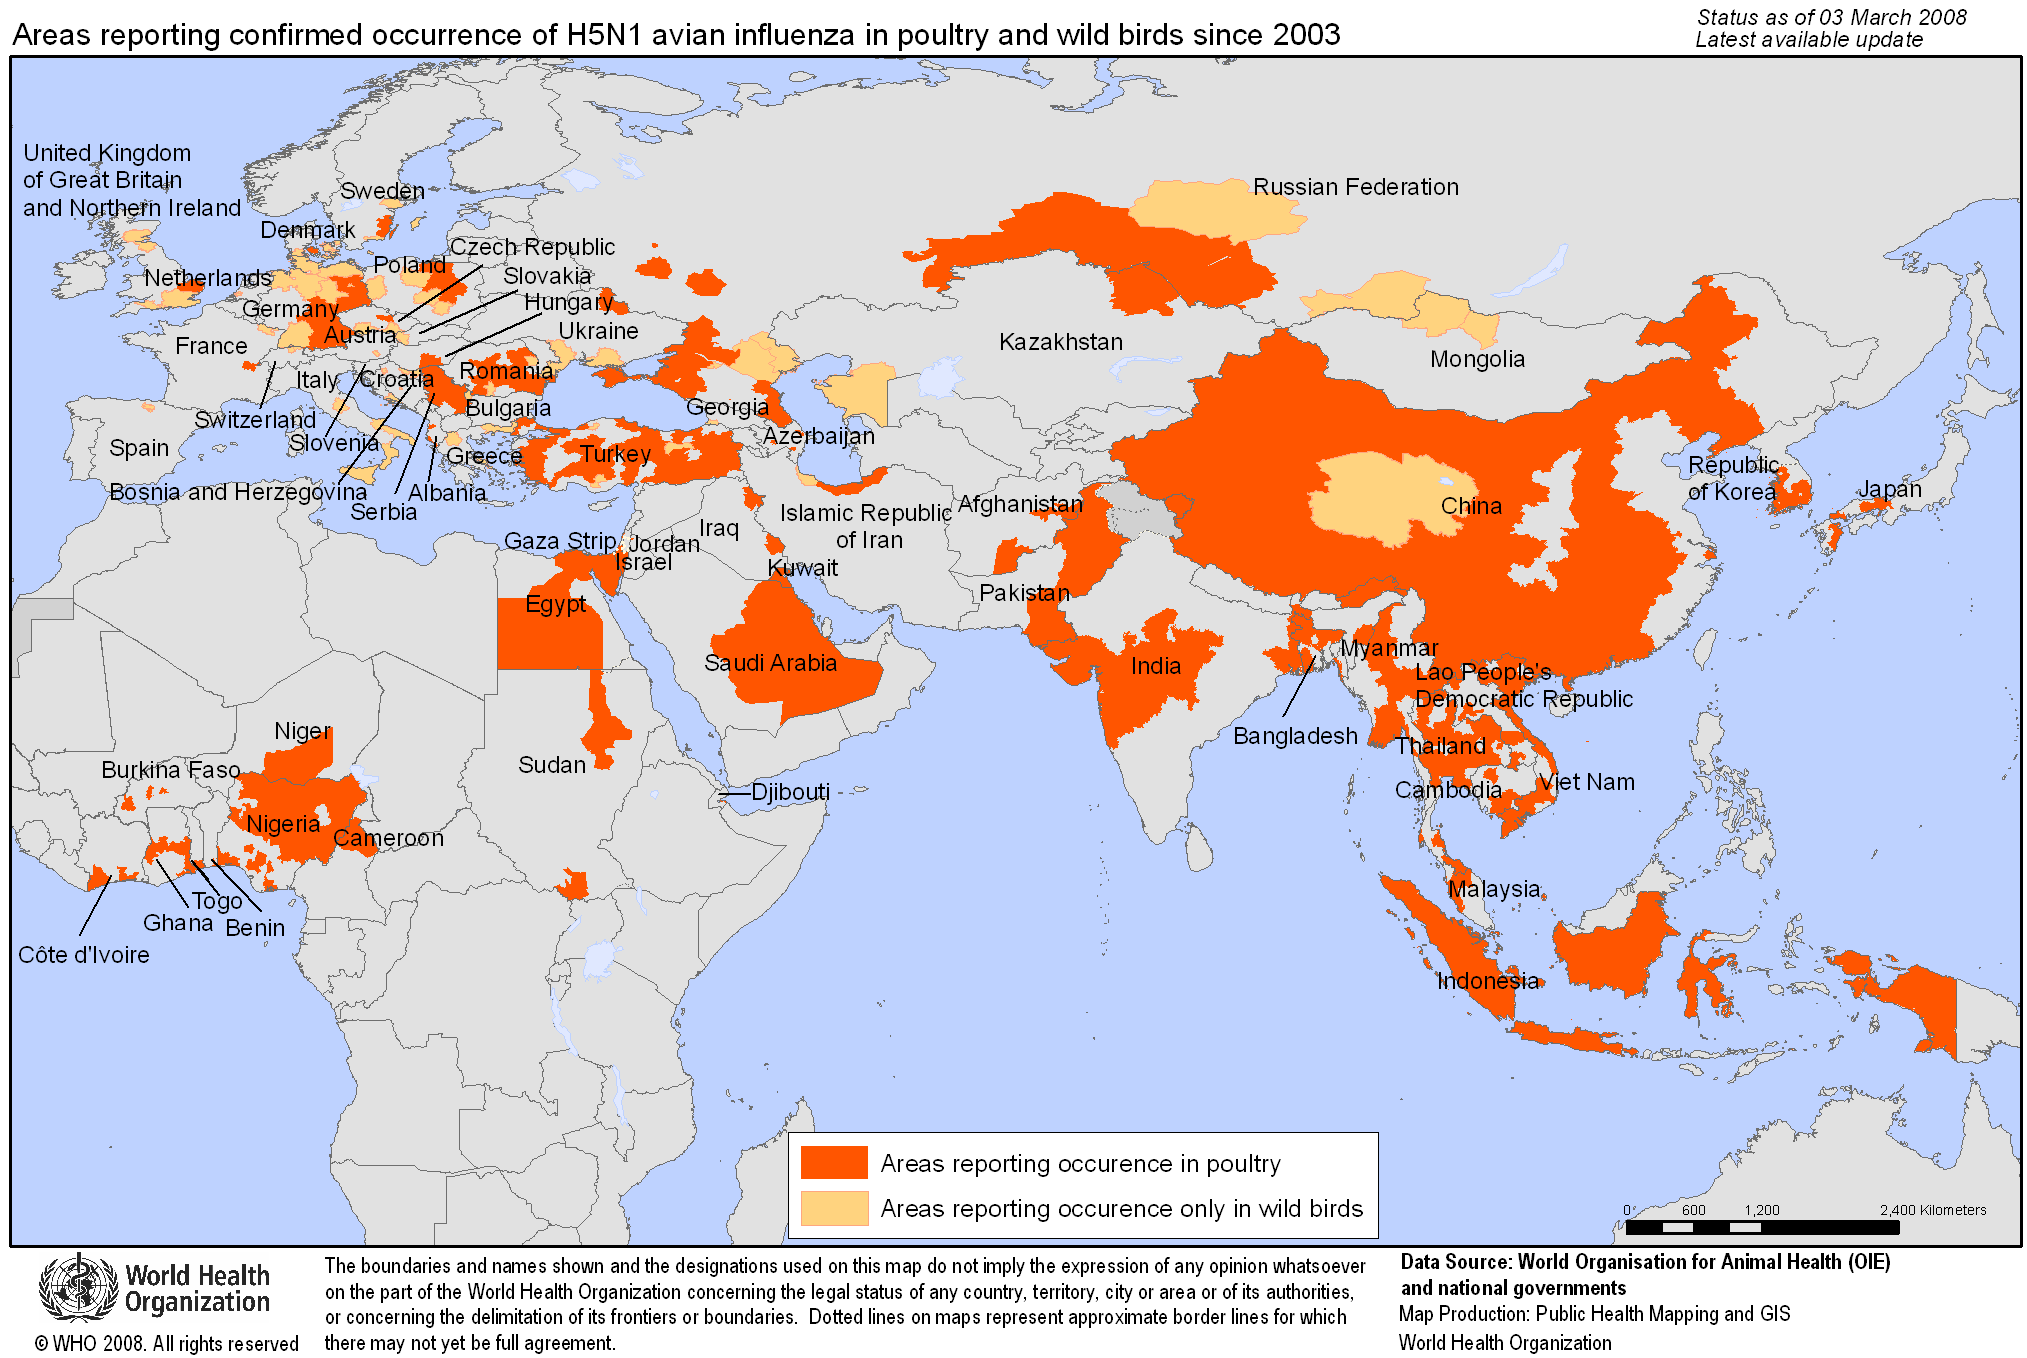 Areas reporting confirmed occurrence of H5N1 avian influenza in poultry and wild birds since 2003
Status as of 03 March 2008
Latest available update
United Kingdom
of Great Britain
and Northern Ireland
Sweden
Russian Federation
Denmark
Czech Republic
Poland
Netherlands
Slovakia
Germany
Hungary
Ukraine
Austria
France
Kazakhstan
Mongolia
Romania
Italy
Croatia
Switzerland
Bulgaria
Georgia
Slovenia
Azerbaijan
Spain
Greece
Turkey
Republic
of Korea
Japan
Bosnia and Herzegovina
Albania
Serbia
Afghanistan
China
Islamic Republic
of Iran
Iraq
Gaza Strip
Jordan
Israel
Kuwait
Pakistan
Egypt
Saudi Arabia
India
Myanmar
Lao People's
Democratic Republic
Bangladesh
Thailand
Niger
Burkina Faso
Sudan
Djibouti
Cambodia
Viet Nam
Nigeria
Cameroon
Togo
Ghana
Benin
Côte d'Ivoire
Malaysia
Indonesia
Areas reporting occurence in poultry
Areas reporting occurence only in wild birds
0 600 1,200 2,400 Kilometers
World Health
Organization
© WHO 2008. All rights reserved
The boundaries and names shown and the designations used on this map do not imply the expression of any opinion whatsoever
on the part of the World Health Organization concerning the legal status of any country, territory, city or area or of its authorities,
or concerning the delimitation of its frontiers or boundaries. Dotted lines on maps represent approximate border lines for which
there may not yet be full agreement.
Data Source: World Organisation for Animal Health (OIE)
and national governments
Map Production: Public Health Mapping and GIS
World Health Organization